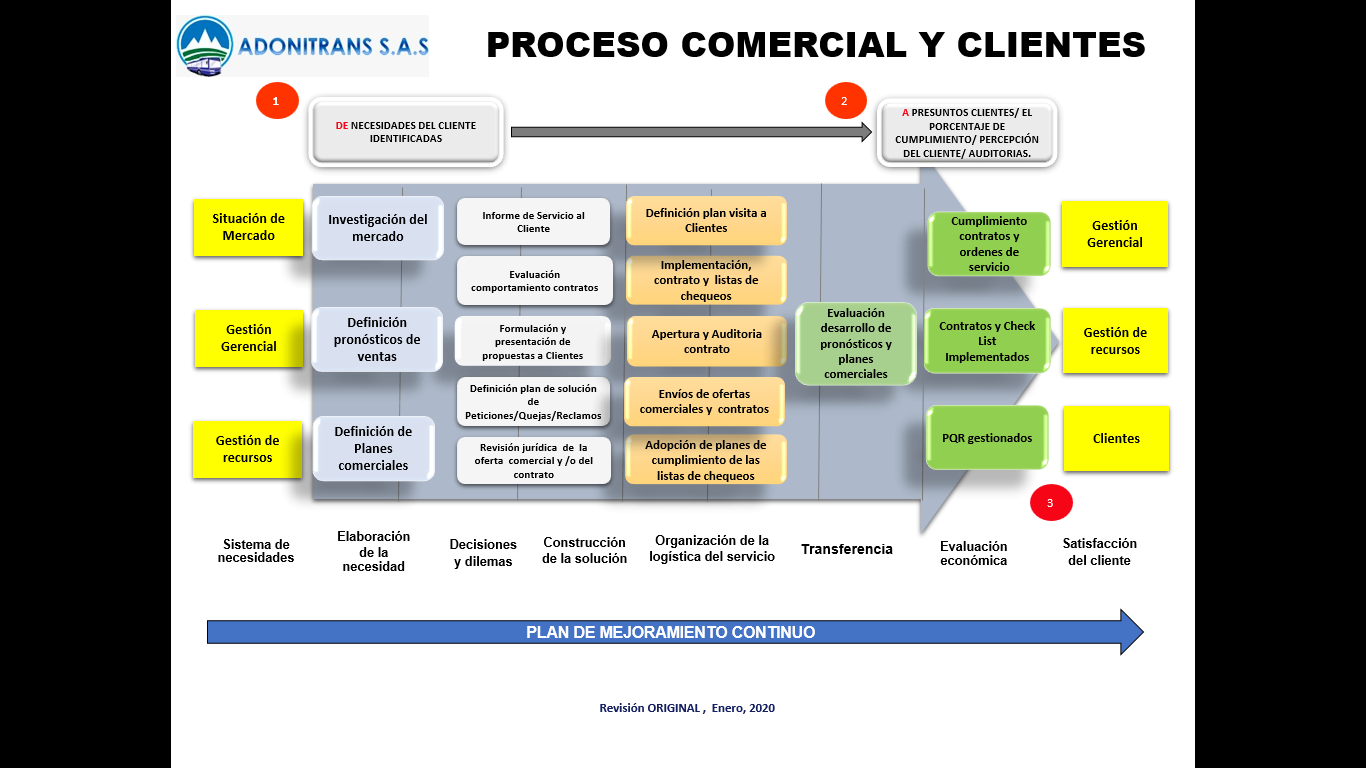 ADONITRANS S.A.S
PROCESO COMERCIAL Y CLIENTES
1
DE NECESIDADES DEL CLIENTE
IDENTIFICADAS
2
A PRESUNTOS CLIENTES/ EL
PORCENTAJE DE
CUMPLIMIENTO/ PERCEPCIÓN
DEL CLIENTE/ AUDITORIAS.
Situación de
Mercado
Gestión
Gerencial
Gestión de
recursos
Investigación del
mercado
Definición
pronósticos de
ventas
Definición de
Planes
comerciales
Informe de Servicio al
Cliente
Evaluación
comportamiento contratos
Formulación y
presentación de
propuestas a Clientes
Definición plan de solución
de
Peticiones/Quejas/Reclamos
Revisión jurídica de la
oferta comercial y /o del
contrato
Definición plan visita a
Clientes
Implementación,
contrato y listas de
chequeos
Apertura y Auditoria
contrato
Envíos de ofertas
comerciales y contratos
Adopción de planes de
cumplimiento de las
listas de chequeos
Evaluación
desarrollo de
pronósticos y
planes
comerciales
Cumplimiento
contratos y
ordenes de
servicio
Contratos y Check
List
Implementados
PQR gestionados
Gestión
Gerencial
Gestión de
recursos
Clientes
3
Sistema de
necesidades
Elaboración
de la
necesidad
Decisiones
y dilemas
Construcción
de la solución
Organización de la
logística del servicio
Transferencia
Evaluación
económica
Satisfacción
del cliente
PLAN DE MEJORAMIENTO CONTINUO
Revisión ORIGINAL , Enero, 2020